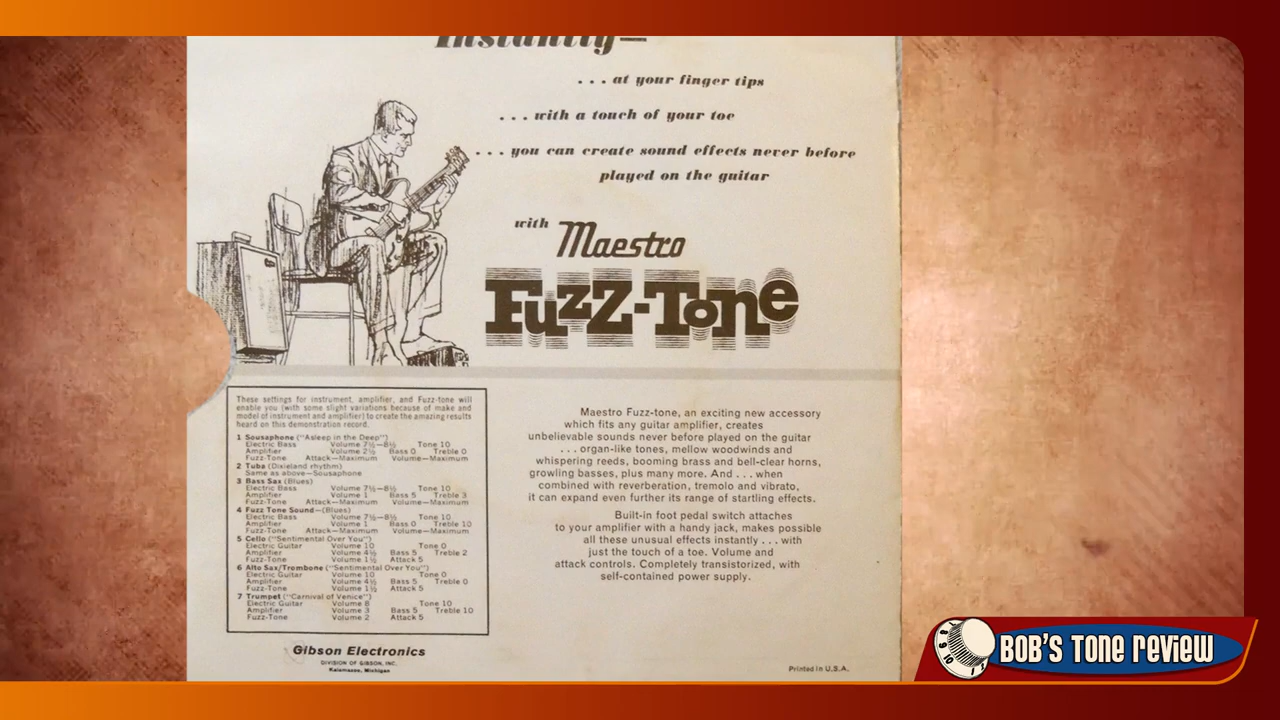 Instantly—
. . . at your finger tips
. . . with a touch of your toe
. . . you can create sound effects never before
played on the guitar
with Maestro
Fuzz-Tone
These settings for instrument, amplifier, and Fuzz-tone will
enable you (with some slight variations because of make and
model of instrument and amplifier) to create the amazing results
heard on this demonstration record.
1 Sousaphone ("Asleep in the Deep")
Electric Bass Volume 7½—8½ Tone 10
Amplifier Volume 2½ Bass 0 Treble 0
Fuzz-Tone Attack—Maximum Volume—Maximum
2 Tuba (Dixieland rhythm)
Same as above—Sousaphone
3 Bass Sax (Blues)
Electric Bass Volume 7½—8½ Tone 10
Amplifier Volume 1 Bass 5 Treble 3
Fuzz-Tone Attack—Maximum Volume—Maximum
4 Fuzz Tone Sound—(Blues)
Electric Bass Volume 7½—8½ Tone 10
Amplifier Volume 1 Bass 0 Treble 10
Fuzz-Tone Attack—Maximum Volume—Maximum
5 Cello ("Sentimental Over You")
Electric Guitar Volume 10 Tone 0
Amplifier Volume 4½ Bass 5 Treble 2
Fuzz-Tone Volume 1½ Attack 5
6 Alto Sax/Trombone ("Sentimental Over You")
Electric Guitar Volume 10 Tone 0
Amplifier Volume 4½ Bass 5 Treble 0
Fuzz-Tone Volume 1½ Attack 5
7 Trumpet ("Carnival of Venice")
Electric Guitar Volume 8 Tone 10
Amplifier Volume 3 Bass 5 Treble 10
Fuzz-Tone Volume 2 Attack 5
Gibson Electronics
DIVISION OF GIBSON, INC.
Kalamazoo, Michigan
Maestro Fuzz-tone, an exciting new accessory
which fits any guitar amplifier, creates
unbelievable sounds never before played on the guitar
. . . organ-like tones, mellow woodwinds and
whispering reeds, booming brass and bell-clear horns,
growling basses, plus many more. And . . . when
combined with reverberation, tremolo and vibrato,
it can expand even further its range of startling effects.
Built-in foot pedal switch attaches
to your amplifier with a handy jack, makes possible
all these unusual effects instantly . . . with
just the touch of a toe. Volume and
attack controls. Completely transistorized, with
self-contained power supply.
Printed in U.S.A.
BOB'S TONE REVIEW